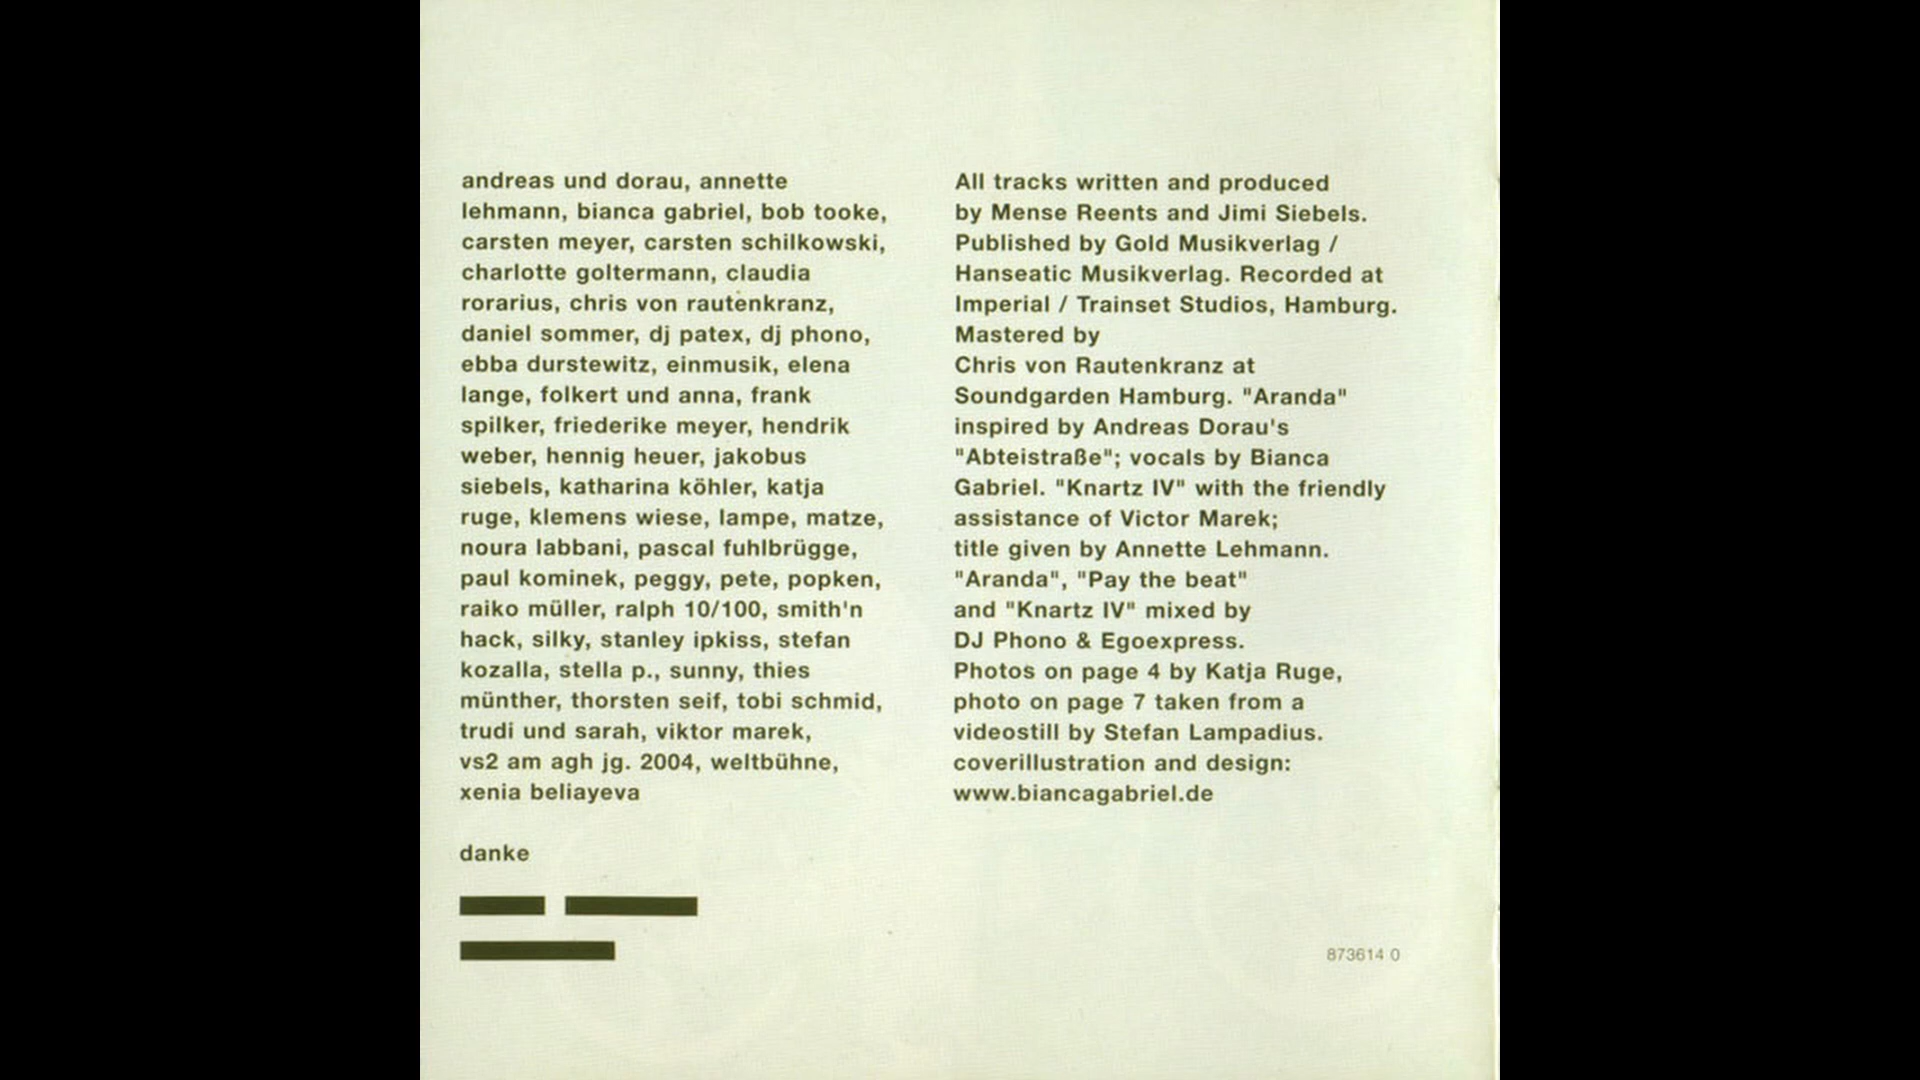 andreas und dorau, annette
lehmann, bianca gabriel, bob tooke,
carsten meyer, carsten schilkowski,
charlotte goltermann, claudia
rorarius, chris von rautenkranz,
daniel sommer, dj patex, dj phono,
ebba durstewitz, einmusik, elena
lange, folkert und anna, frank
spilker, friederike meyer, hendrik
weber, hennig heuer, jakobus
siebels, katharina köhler, katja
ruge, klemens wiese, lampe, matze,
noura labbani, pascal fuhlbrügge,
paul kominek, peggy, pete, popken,
raiko müller, ralph 10/100, smith'n
hack, silky, stanley ipkiss, stefan
kozalla, stella p., sunny, thies
münther, thorsten seif, tobi schmid,
trudi und sarah, viktor marek,
vs2 am agh jg. 2004, weltbühne,
xenia beliayeva
danke
All tracks written and produced
by Mense Reents and Jimi Siebels.
Published by Gold Musikverlag /
Hanseatic Musikverlag. Recorded at
Imperial / Trainset Studios, Hamburg.
Mastered by
Chris von Rautenkranz at
Soundgarden Hamburg. "Aranda"
inspired by Andreas Dorau's
"Abteistraße"; vocals by Bianca
Gabriel. "Knartz IV" with the friendly
assistance of Victor Marek;
title given by Annette Lehmann.
"Aranda", "Pay the beat"
and "Knartz IV" mixed by
DJ Phono & Egoexpress.
Photos on page 4 by Katja Ruge,
photo on page 7 taken from a
videostill by Stefan Lampadius.
coverillustration and design:
www.biancagabriel.de
873614 0